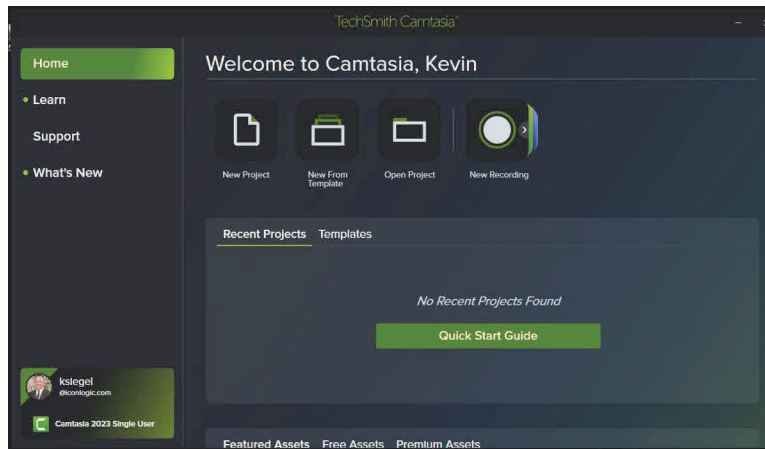 TechSmith Camtasia
Home
Learn
Support
What's New
Welcome to Camtasia, Kevin
New Project
New From
Template
Open Project
New Recording
Recent Projects Templates
No Recent Projects Found
Quick Start Guide
ksiegel
@iconlogic.com
Camtasia 2023 Single User
Featured Assets Free Assets Premium Assets